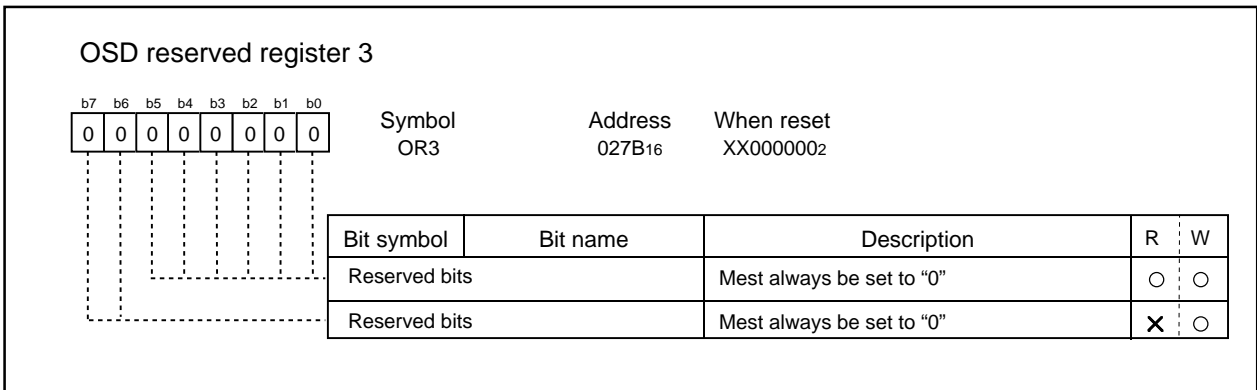 OSD reserved register 3
b7 b6 b5 b4 b3 b2 b1 b0
0 0 0 0 0 0 0 0
Symbol Address When reset
OR3 027B16 XX0000002
Bit symbol Bit name Description R W
Reserved bits Mest always be set to “0” ○ ○
Reserved bits Mest always be set to “0” ✕ ○